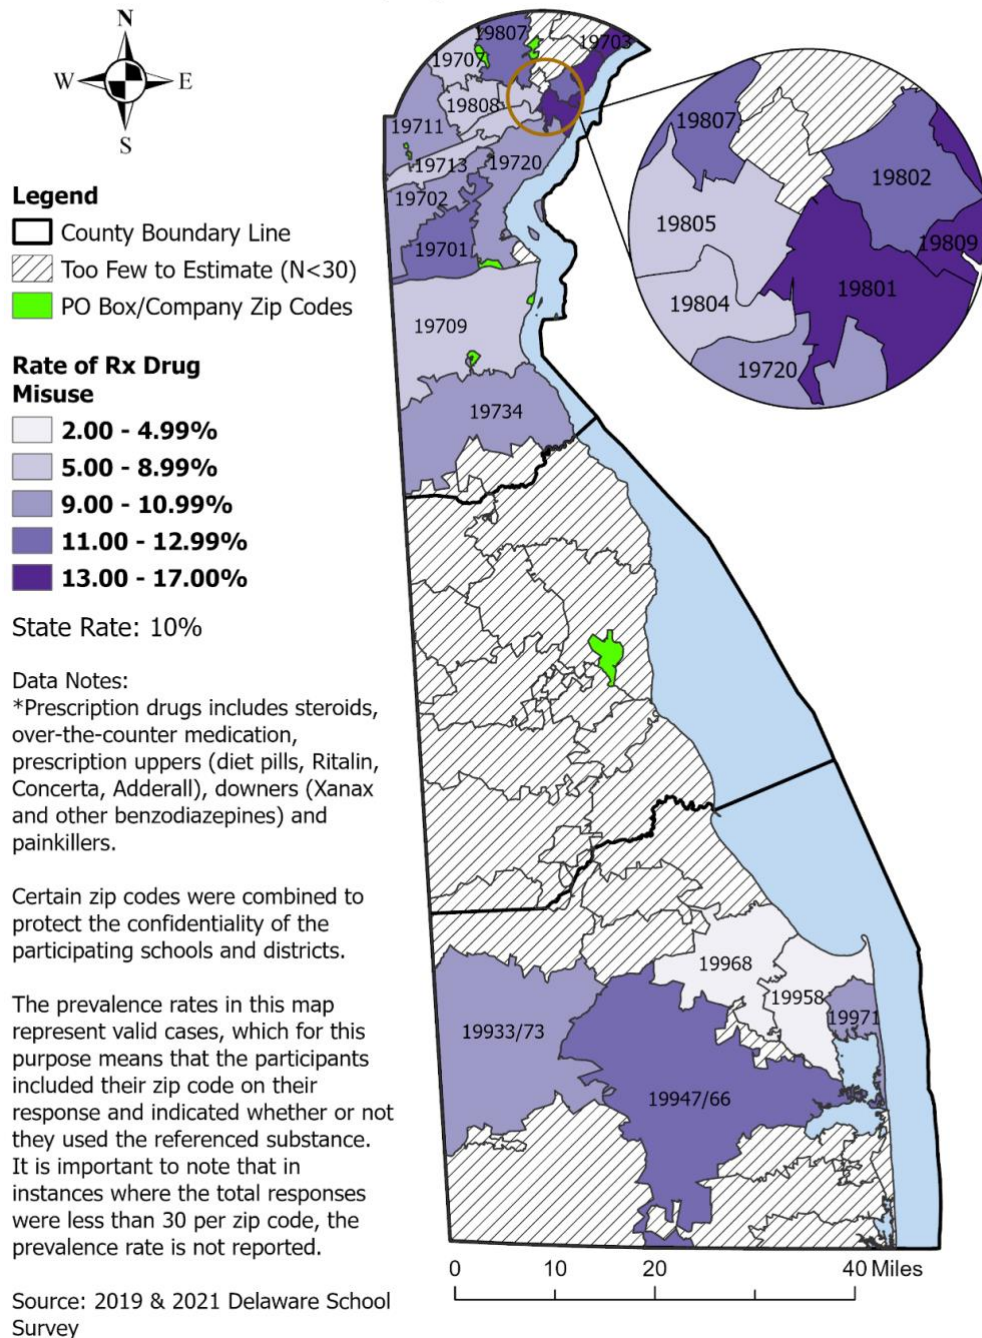 N
W
E
S
Legend
County Boundary Line
Too Few to Estimate (N<30)
PO Box/Company Zip Codes
Rate of Rx Drug
Misuse
2.00 - 4.99%
5.00 - 8.99%
9.00 - 10.99%
11.00 - 12.99%
13.00 - 17.00%
State Rate: 10%
Data Notes:
*Prescription drugs includes steroids,
over-the-counter medication,
prescription uppers (diet pills, Ritalin,
Concerta, Adderall), downers (Xanax
and other benzodiazepines) and
painkillers.
Certain zip codes were combined to
protect the confidentiality of the
participating schools and districts.
The prevalence rates in this map
represent valid cases, which for this
purpose means that the participants
included their zip code on their
response and indicated whether or not
they used the referenced substance.
It is important to note that in
instances where the total responses
were less than 30 per zip code, the
prevalence rate is not reported.
Source: 2019 & 2021 Delaware School
Survey
19807
19703
19707
19808
19711
19713
19720
19702
19701
19709
19734
19807
19802
19805
19809
19804
19801
19720
19968
19958
19971
19933/73
19947/66
0
20
40 Miles